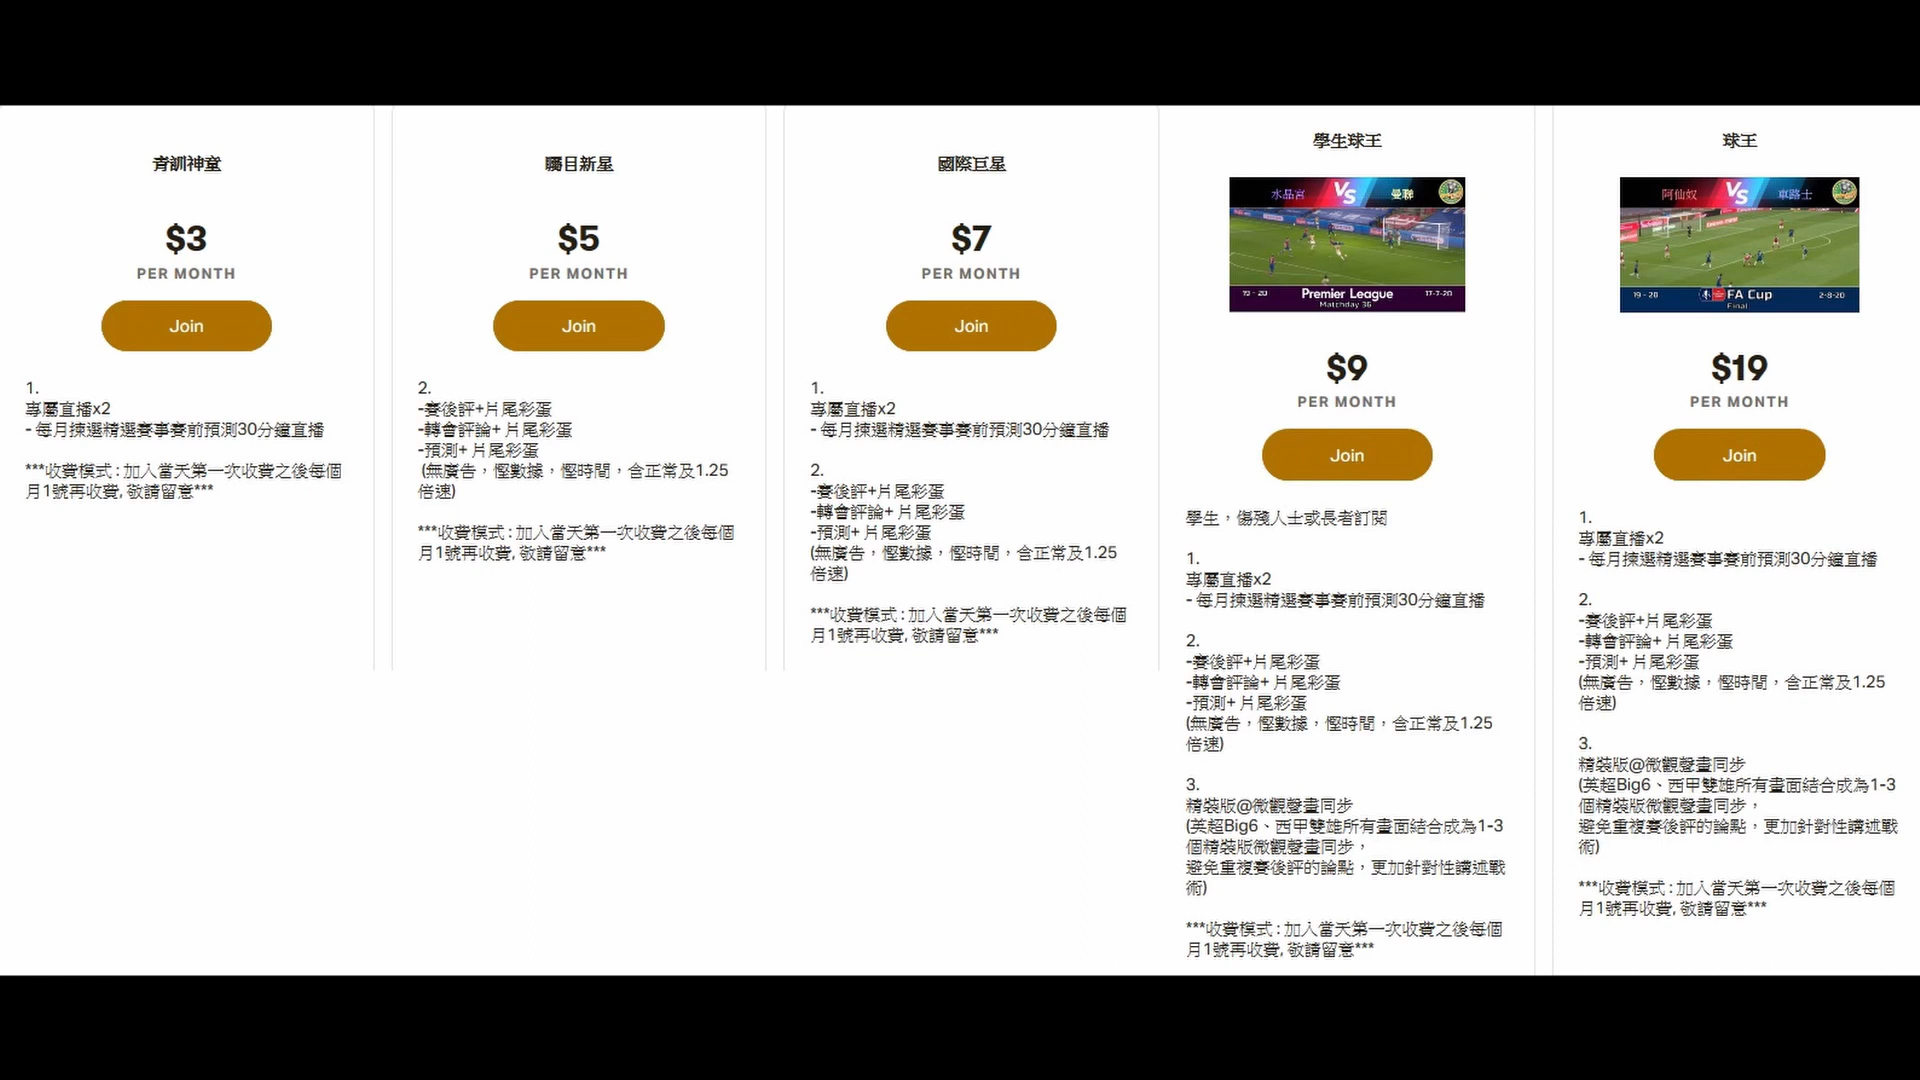 青訓神童
$3
PER MONTH
Join
1.
專屬直播x2
- 每月揀選精選賽事賽前預測30分鐘直播
***收費模式 : 加入當天第一次收費之後每個
月1號再收費, 敬請留意***
矚目新星
$5
PER MONTH
Join
2.
-賽後評+片尾彩蛋
-轉會評論+ 片尾彩蛋
-預測+ 片尾彩蛋
(無廣告，慳數據，慳時間，含正常及1.25
倍速)
***收費模式 : 加入當天第一次收費之後每個
月1號再收費, 敬請留意***
國際巨星
$7
PER MONTH
Join
1.
專屬直播x2
- 每月揀選精選賽事賽前預測30分鐘直播
2.
-賽後評+片尾彩蛋
-轉會評論+ 片尾彩蛋
-預測+ 片尾彩蛋
(無廣告，慳數據，慳時間，含正常及1.25
倍速)
***收費模式 : 加入當天第一次收費之後每個
月1號再收費, 敬請留意***
學生球王
水晶宮 VS 曼聯
19 - 20 Premier League 17-7-20
Matchday 36
$9
PER MONTH
Join
學生，傷殘人士或長者訂閱
1.
專屬直播x2
- 每月揀選精選賽事賽前預測30分鐘直播
2.
-賽後評+片尾彩蛋
-轉會評論+ 片尾彩蛋
-預測+ 片尾彩蛋
(無廣告，慳數據，慳時間，含正常及1.25
倍速)
3.
精裝版@微觀聲畫同步
(英超Big6、西甲雙雄所有畫面結合成為1-3
個精裝版微觀聲畫同步，
避免重複賽後評的論點，更加針對性講述戰
術)
***收費模式 : 加入當天第一次收費之後每個
月1號再收費, 敬請留意***
球王
阿仙奴 VS 車路士
19 - 20 FA Cup 2-8-20
Final
$19
PER MONTH
Join
1.
專屬直播x2
- 每月揀選精選賽事賽前預測30分鐘直播
2.
-賽後評+片尾彩蛋
-轉會評論+ 片尾彩蛋
-預測+ 片尾彩蛋
(無廣告，慳數據，慳時間，含正常及1.25
倍速)
3.
精裝版@微觀聲畫同步
(英超Big6、西甲雙雄所有畫面結合成為1-3
個精裝版微觀聲畫同步，
避免重複賽後評的論點，更加針對性講述戰
術)
***收費模式 : 加入當天第一次收費之後每個
月1號再收費, 敬請留意***